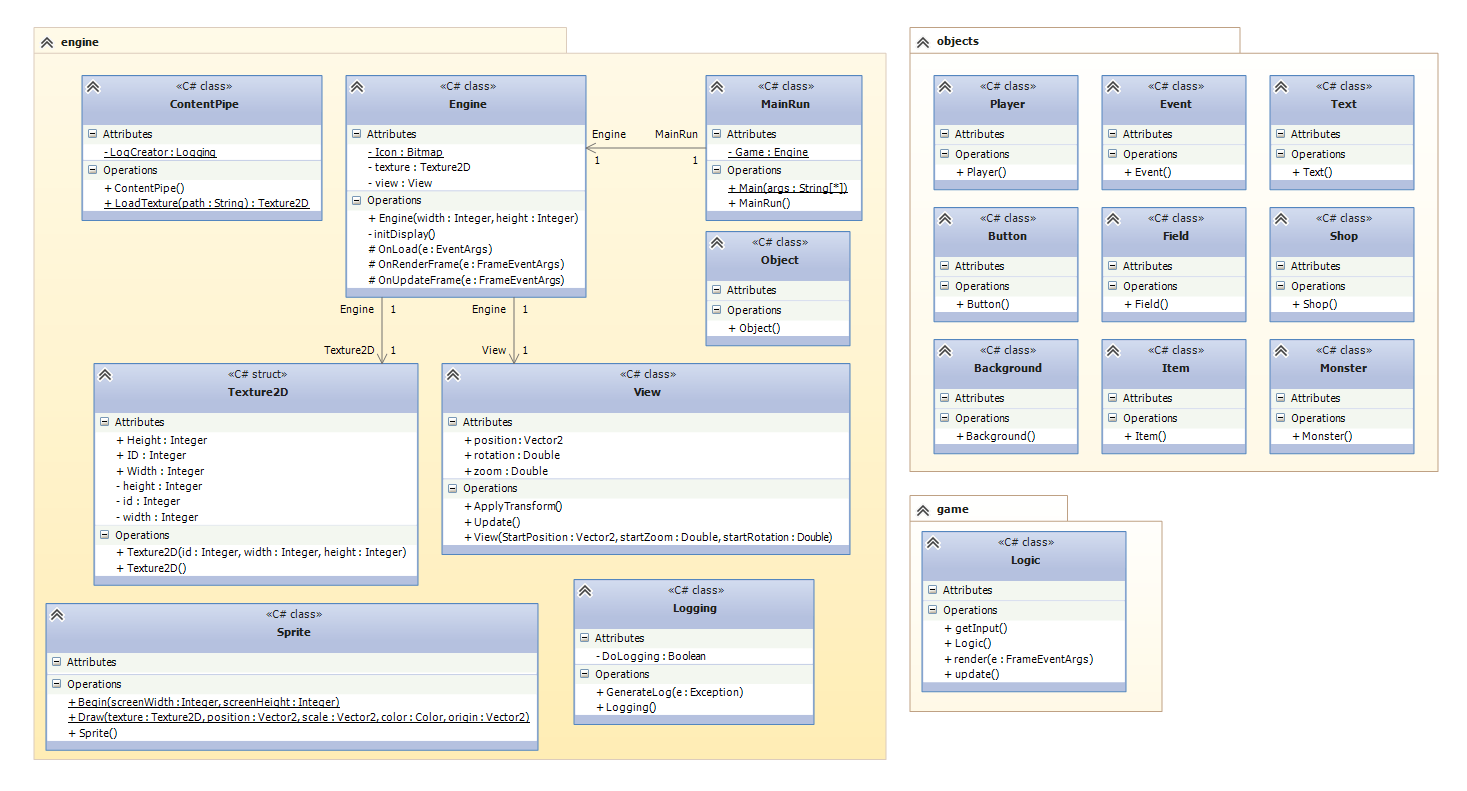 engine
«C# class»
ContentPipe
Attributes
- LogCreator : Logging
Operations
+ ContentPipe()
+ LoadTexture(path : String) : Texture2D
«C# class»
Engine
Attributes
- Icon : Bitmap
- texture : Texture2D
- view : View
Operations
+ Engine(width : Integer, height : Integer)
- initDisplay()
# OnLoad(e : EventArgs)
# OnRenderFrame(e : FrameEventArgs)
# OnUpdateFrame(e : FrameEventArgs)
Engine MainRun
1 1
«C# class»
MainRun
Attributes
- Game : Engine
Operations
+ Main(args : String[*])
+ MainRun()
«C# class»
Object
Attributes
Operations
+ Object()
Engine 1
Texture2D 1
Engine 1
View 1
«C# struct»
Texture2D
Attributes
+ Height : Integer
+ ID : Integer
+ Width : Integer
- height : Integer
- id : Integer
- width : Integer
Operations
+ Texture2D(id : Integer, width : Integer, height : Integer)
+ Texture2D()
«C# class»
View
Attributes
+ position : Vector2
+ rotation : Double
+ zoom : Double
Operations
+ ApplyTransform()
+ Update()
+ View(StartPosition : Vector2, startZoom : Double, startRotation : Double)
«C# class»
Sprite
Attributes
Operations
+ Begin(screenWidth : Integer, screenHeight : Integer)
+ Draw(texture : Texture2D, position : Vector2, scale : Vector2, color : Color, origin : Vector2)
+ Sprite()
«C# class»
Logging
Attributes
- DoLogging : Boolean
Operations
+ GenerateLog(e : Exception)
+ Logging()
objects
«C# class»
Player
Attributes
Operations
+ Player()
«C# class»
Event
Attributes
Operations
+ Event()
«C# class»
Text
Attributes
Operations
+ Text()
«C# class»
Button
Attributes
Operations
+ Button()
«C# class»
Field
Attributes
Operations
+ Field()
«C# class»
Shop
Attributes
Operations
+ Shop()
«C# class»
Background
Attributes
Operations
+ Background()
«C# class»
Item
Attributes
Operations
+ Item()
«C# class»
Monster
Attributes
Operations
+ Monster()
game
«C# class»
Logic
Attributes
Operations
+ getInput()
+ Logic()
+ render(e : FrameEventArgs)
+ update()